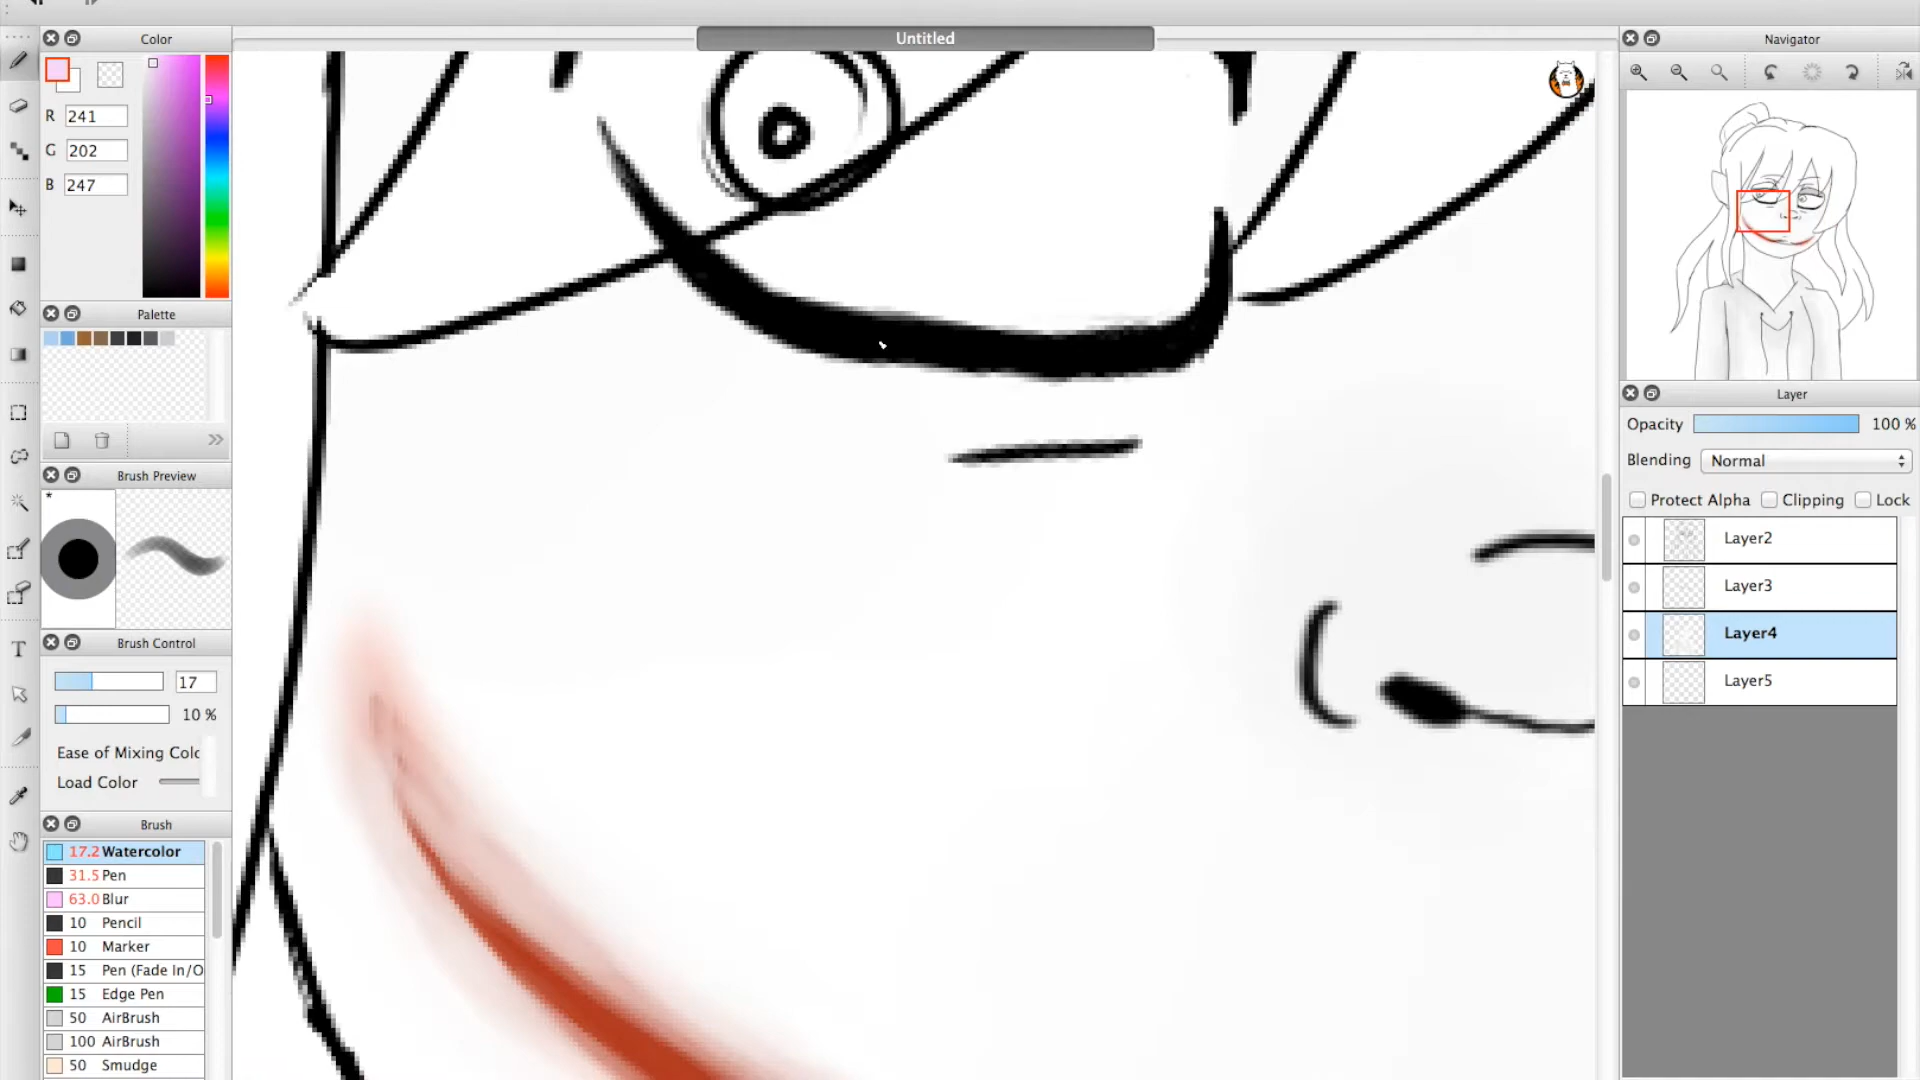 Untitled
Color
R 241
G 202
B 247
Palette
Brush Preview
*
Brush Control
17
10 %
Ease of Mixing Colo
Load Color
Brush
17.2 Watercolor
31.5 Pen
63.0 Blur
10 Pencil
10 Marker
15 Pen (Fade In/O
15 Edge Pen
50 AirBrush
100 AirBrush
50 Smudge
T
Navigator
Layer
Opacity 100 %
Blending Normal
Protect Alpha Clipping Lock
Layer2
Layer3
Layer4
Layer5